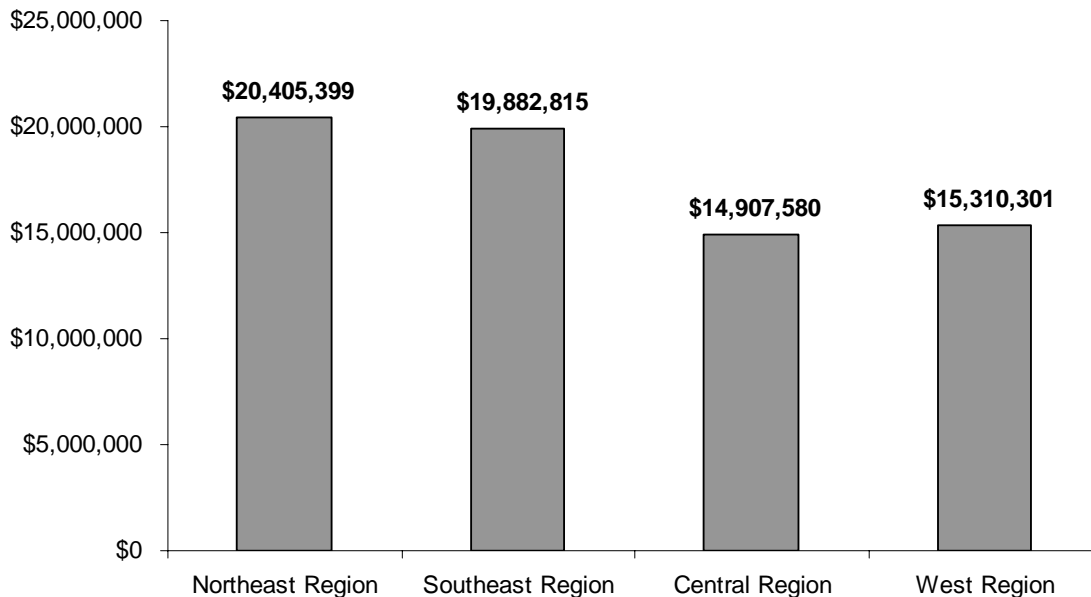 $25,000,000
$20,405,399
$19,882,815
$20,000,000
$14,907,580
$15,310,301
$15,000,000
$10,000,000
$5,000,000
$0
Northeast Region
Southeast Region
Central Region
West Region